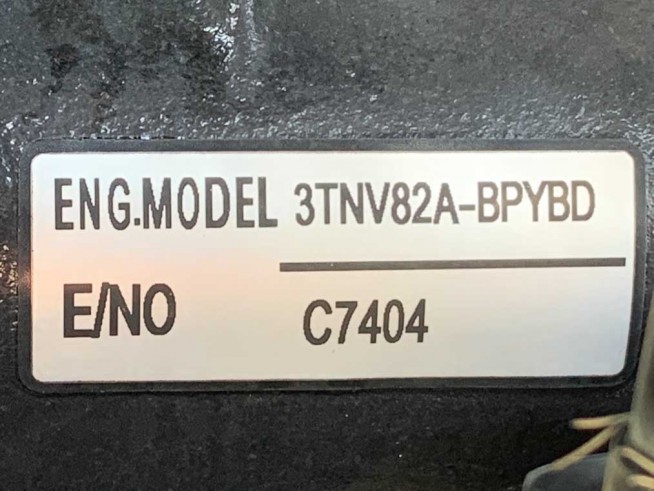 ENG.MODEL 3TNV82A-BPYBD
E/NO C7404